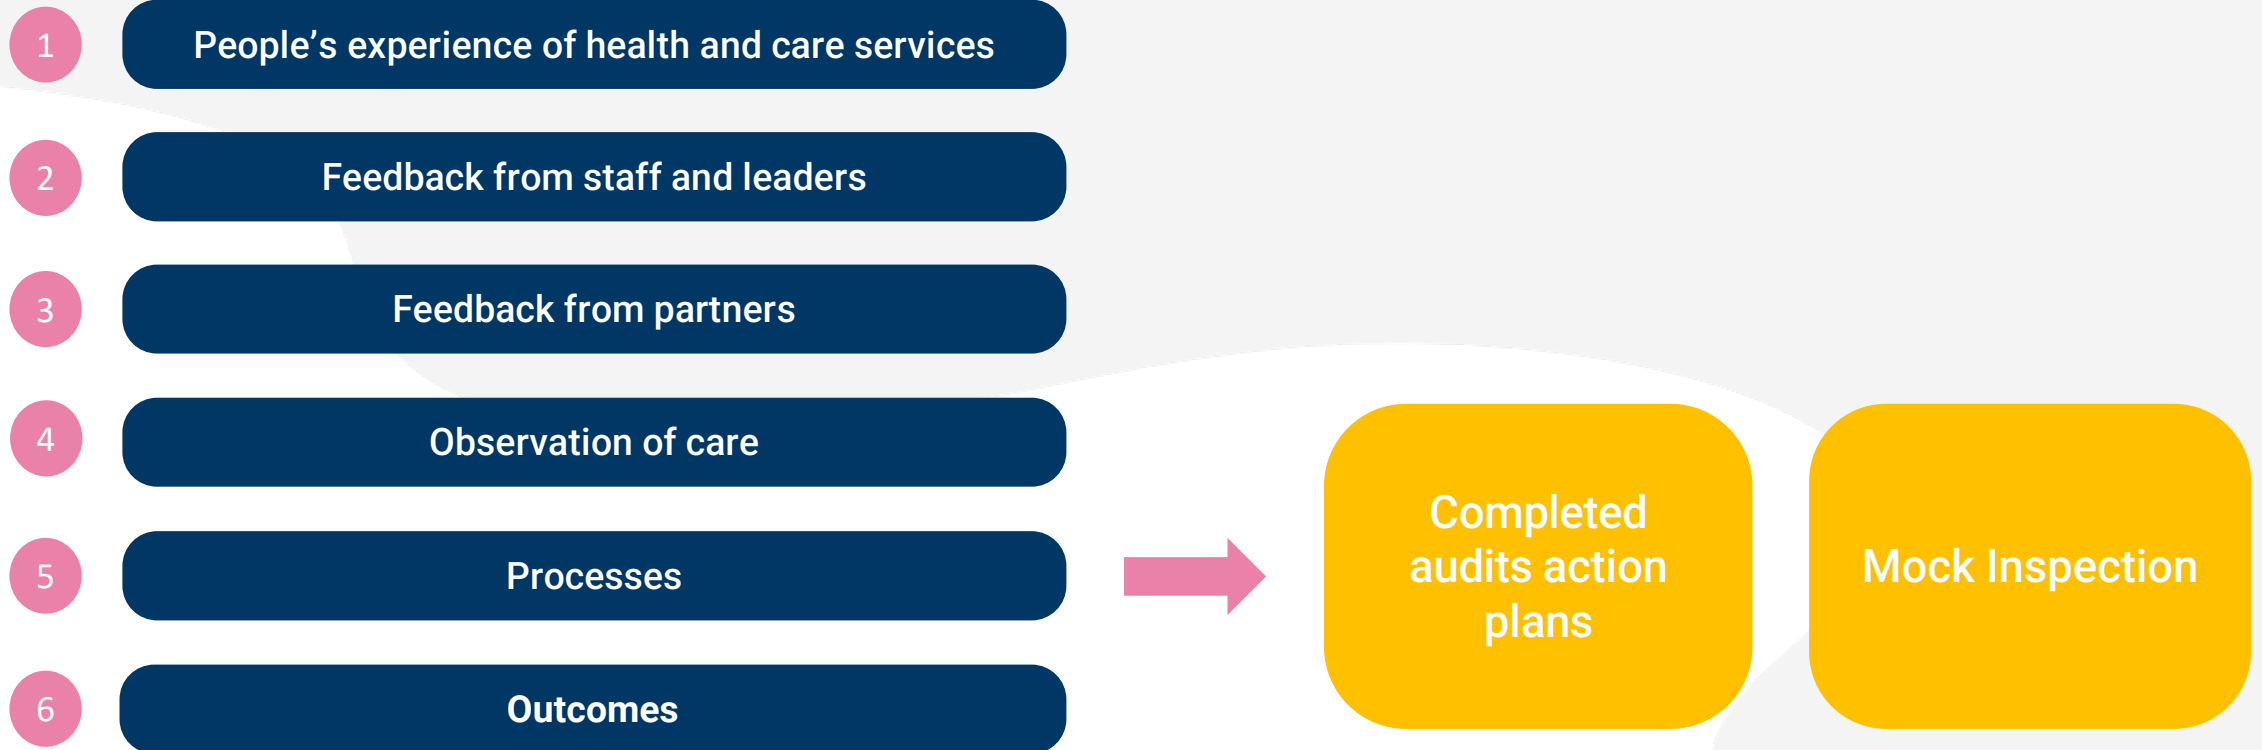 1
People’s experience of health and care services
2
Feedback from staff and leaders
3
Feedback from partners
4
Observation of care
5
Processes
6
Outcomes
Completed
audits action
plans
Mock Inspection